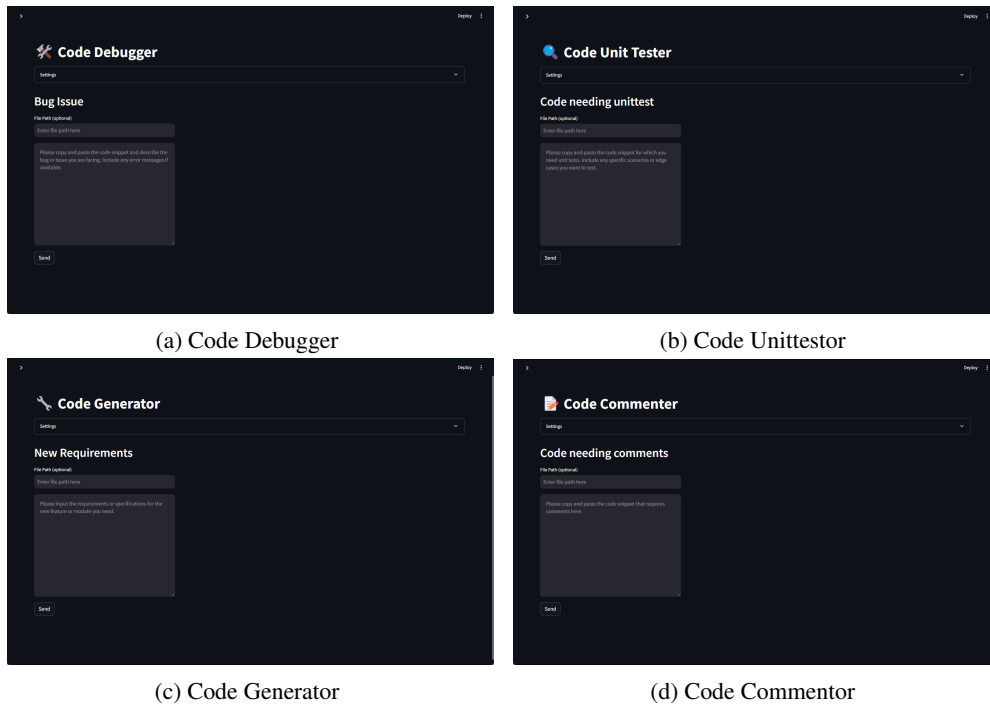 Deploy
Code Debugger
Settings
Bug Issue
File Path (optional)
Enter file path here
Please copy and paste the code snippet and describe the
bug or issue you are facing. Include any error messages if
available.
Send
(a) Code Debugger
Deploy
Code Unit Tester
Settings
Code needing unittest
File Path (optional)
Enter file path here
Please copy and paste the code snippet for which you
need unit tests. Include any specific scenarios or edge
cases you want to test.
Send
(b) Code Unittestor
Deploy
Code Generator
Settings
New Requirements
File Path (optional)
Enter file path here
Please input the requirements or specifications for the
new feature or module you need.
Send
(c) Code Generator
Deploy
Code Commenter
Settings
Code needing comments
File Path (optional)
Enter file path here
Please copy and paste the code snippet that requires
comments here.
Send
(d) Code Commentor